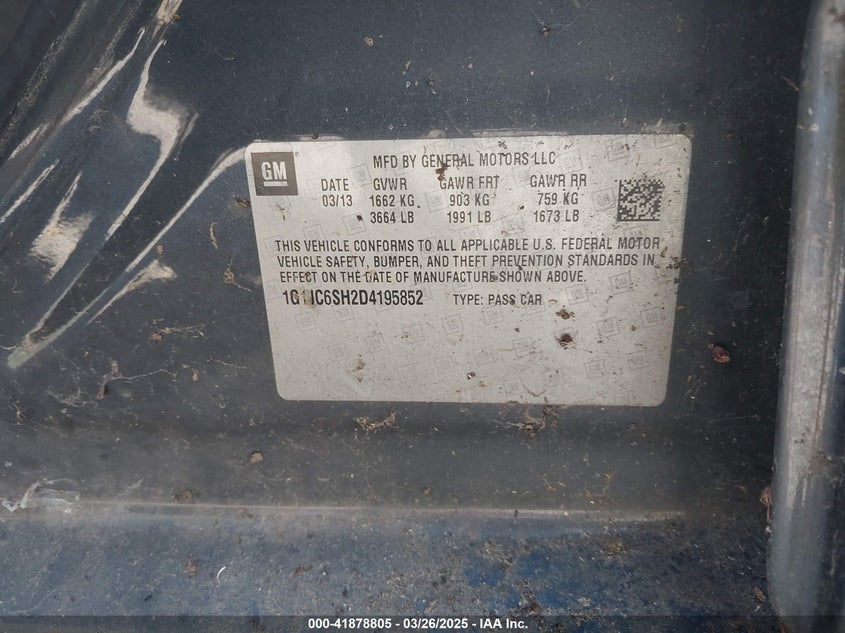 GM
MFD BY GENERAL MOTORS LLC
DATE GVWR GAWR FRT GAWR RR
03/13 1662 KG 903 KG 759 KG
3664 LB 1991 LB 1673 LB
THIS VEHICLE CONFORMS TO ALL APPLICABLE U.S. FEDERAL MOTOR
VEHICLE SAFETY, BUMPER, AND THEFT PREVENTION STANDARDS IN
EFFECT ON THE DATE OF MANUFACTURE SHOWN ABOVE.
TYPE: PASS CAR
000-41878805 - 03/26/2025 - IAA Inc.